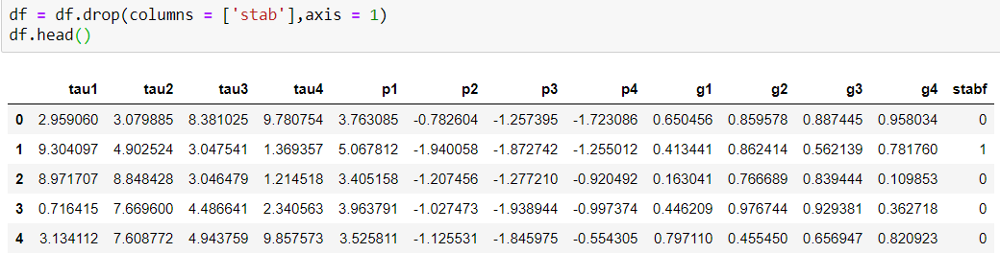 df = df.drop(columns = ['stab'],axis = 1)
df.head()
tau1 tau2 tau3 tau4 p1 p2 p3 p4 g1 g2 g3 g4 stabf
0 2.959060 3.079885 8.381025 9.780754 3.763085 -0.782604 -1.257395 -1.723086 0.650456 0.859578 0.887445 0.958034 0
1 9.304097 4.902524 3.047541 1.369357 5.067812 -1.940058 -1.872742 -1.255012 0.413441 0.862414 0.562139 0.781760 1
2 8.971707 8.848428 3.046479 1.214518 3.405158 -1.207456 -1.277210 -0.920492 0.163041 0.766689 0.839444 0.109853 0
3 0.716415 7.669600 4.486641 2.340563 3.963791 -1.027473 -1.938944 -0.997374 0.446209 0.976744 0.929381 0.362718 0
4 3.134112 7.608772 4.943759 9.857573 3.525811 -1.125531 -1.845975 -0.554305 0.797110 0.455450 0.656947 0.820923 0